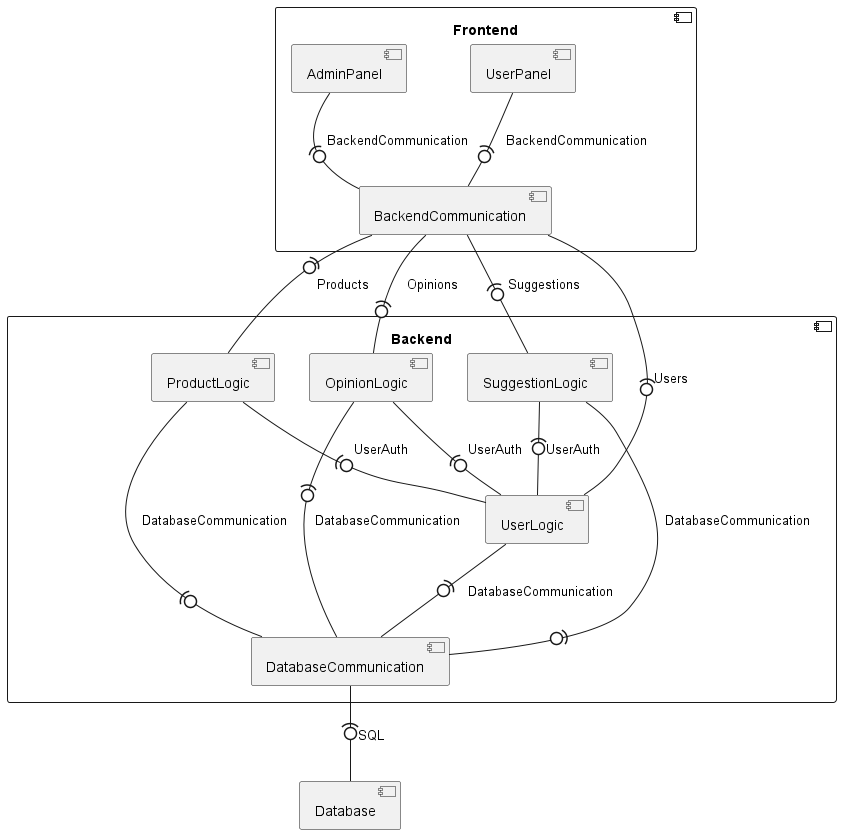 Frontend
AdminPanel
UserPanel
BackendCommunication
BackendCommunication
BackendCommunication
Products
Opinions
Suggestions
Backend
ProductLogic
OpinionLogic
SuggestionLogic
Users
UserAuth
UserAuth
UserAuth
DatabaseCommunication
DatabaseCommunication
UserLogic
DatabaseCommunication
DatabaseCommunication
DatabaseCommunication
SQL
Database